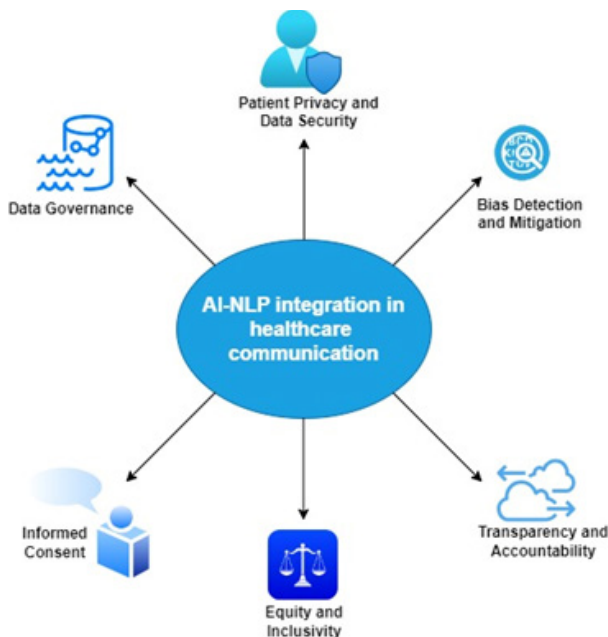 Patient Privacy and
Data Security
Data Governance
Bias Detection
and Mitigation
AI-NLP integration in
healthcare
communication
Informed
Consent
Transparency and
Accountability
Equity and
Inclusivity